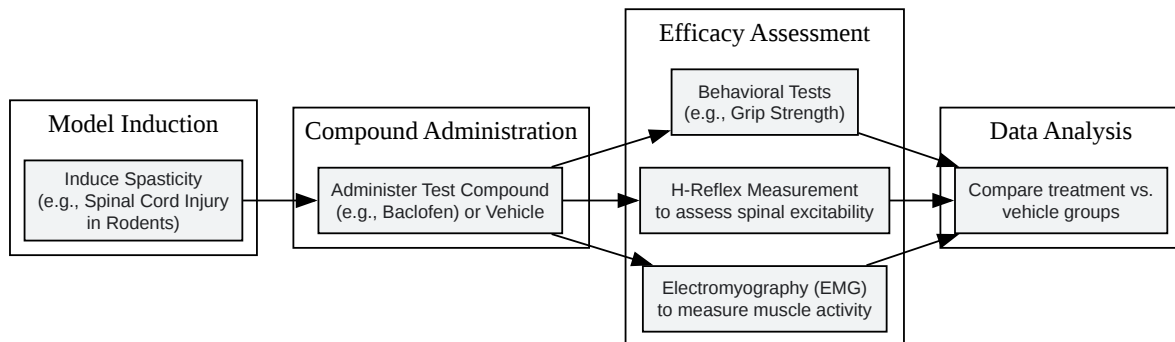 Model Induction
Induce Spasticity
(e.g., Spinal Cord Injury
in Rodents)
Compound Administration
Administer Test Compound
(e.g., Baclofen) or Vehicle
Efficacy Assessment
Behavioral Tests
(e.g., Grip Strength)
H-Reflex Measurement
to assess spinal excitability
Electromyography (EMG)
to measure muscle activity
Data Analysis
Compare treatment vs.
vehicle groups